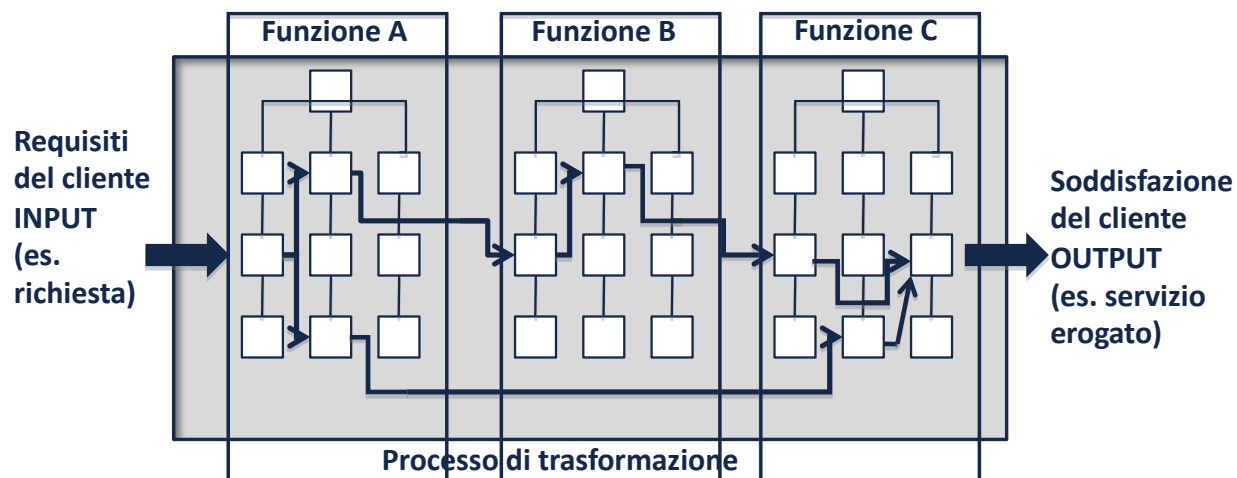 Funzione A
Funzione B
Funzione C
Requisiti
del cliente
INPUT
(es.
richiesta)
Soddisfazione
del cliente
OUTPUT
(es. servizio
erogato)
Processo di trasformazione